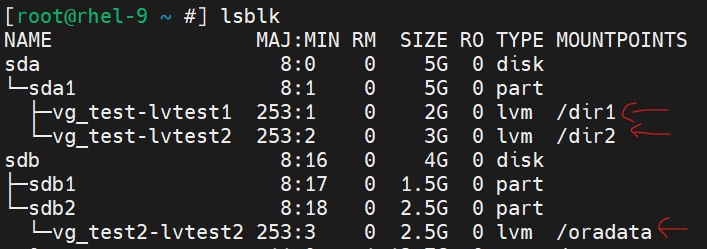 [root@rhel-9 ~ #] lsblk
NAME                MAJ:MIN RM  SIZE RO TYPE MOUNTPOINTS
sda                   8:0    0    5G  0 disk
└─sda1                8:1    0    5G  0 part
  ├─vg_test-lvtest1 253:1    0    2G  0 lvm  /dir1
  └─vg_test-lvtest2 253:2    0    3G  0 lvm  /dir2
sdb                   8:16   0    4G  0 disk
├─sdb1                8:17   0  1.5G  0 part
└─sdb2                8:18   0  2.5G  0 part
  └─vg_test2-lvtest2 253:3   0  2.5G  0 lvm  /oradata